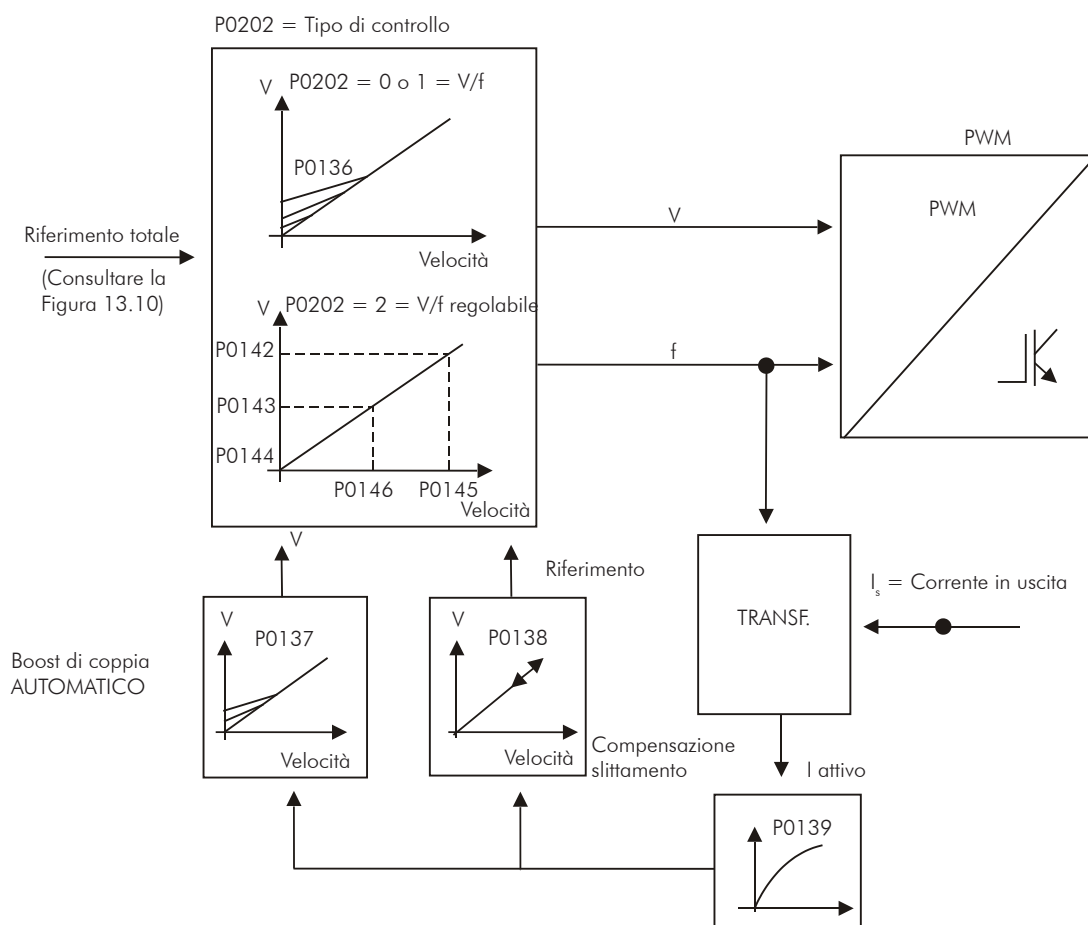 P0202 = Tipo di controllo
V
P0202 = 0 o 1 = V/f
P0136
Velocità
Riferimento totale
(Consultare la
Figura 13.10)
V
P0202 = 2 = V/f regolabile
P0142
P0143
P0144
P0146
P0145
Velocità
V
f
PWM
PWM
V
Riferimento
TRANSF.
Is = Corrente in uscita
Boost di coppia
AUTOMATICO
V
P0137
Velocità
V
P0138
Velocità
Compensazione
slittamento
I attivo
P0139